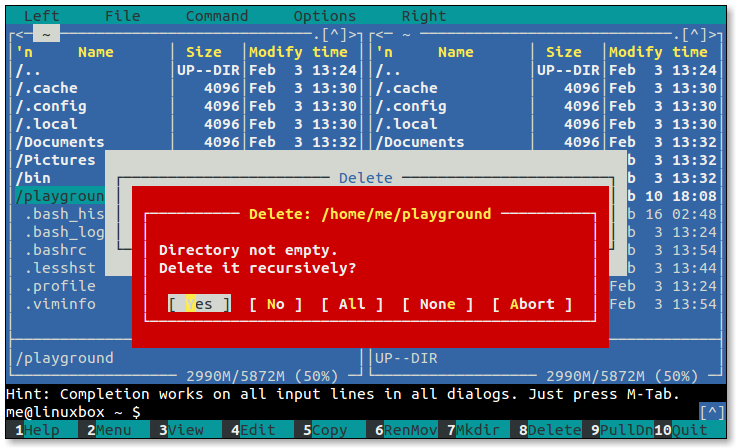 Left File Command Options Right
<─ ~ .[^]>
<─ ~ .[^]>
'n Name Size Modify time 'n Name Size Modify time
/.. UP--DIR Feb 3 13:24 /.. UP--DIR Feb 3 13:24
/.cache 4096 Feb 3 13:30 /.cache 4096 Feb 3 13:30
/.config 4096 Feb 3 13:30 /.config 4096 Feb 3 13:30
/.local 4096 Feb 3 13:30 /.local 4096 Feb 3 13:30
/Documents 4096 Feb 3 13:32 /Documents 4096 Feb 3 13:32
/Pictures 3 13:32
/bin Delete 3 13:32
/playgroun 10 18:08
.bash_his Delete: /home/me/playground 16 02:48
.bash_log 3 13:24
.bashrc Directory not empty. 3 13:54
.lesshst Delete it recursively? 3 13:44
.profile Feb 3 13:24
.viminfo [ Yes ] [ No ] [ All ] [ None ] [ Abort ] Feb 3 13:54
/playground UP--DIR
2990M/5872M (50%) 2990M/5872M (50%)
Hint: Completion works on all input lines in all dialogs. Just press M-Tab.
me@linuxbox ~ $ [^]
1Help 2Menu 3View 4Edit 5Copy 6RenMov 7Mkdir 8Delete 9PullDn 10Quit